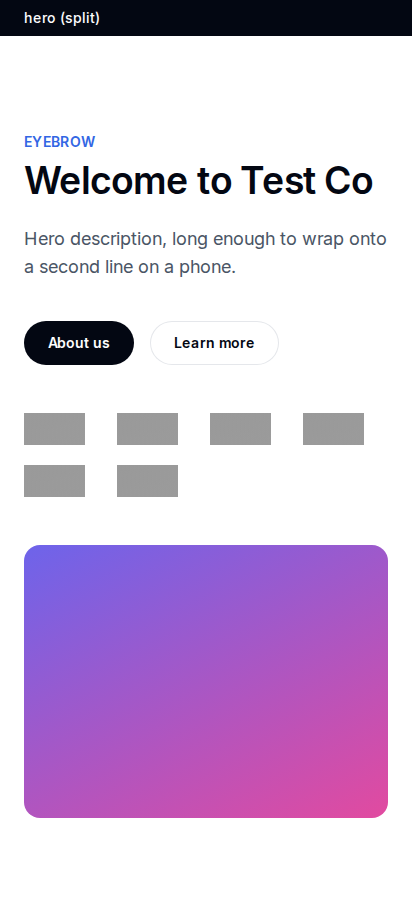 hero (split)
EYEBROW
Welcome to Test Co
Hero description, long enough to wrap onto
a second line on a phone.
About us
Learn more